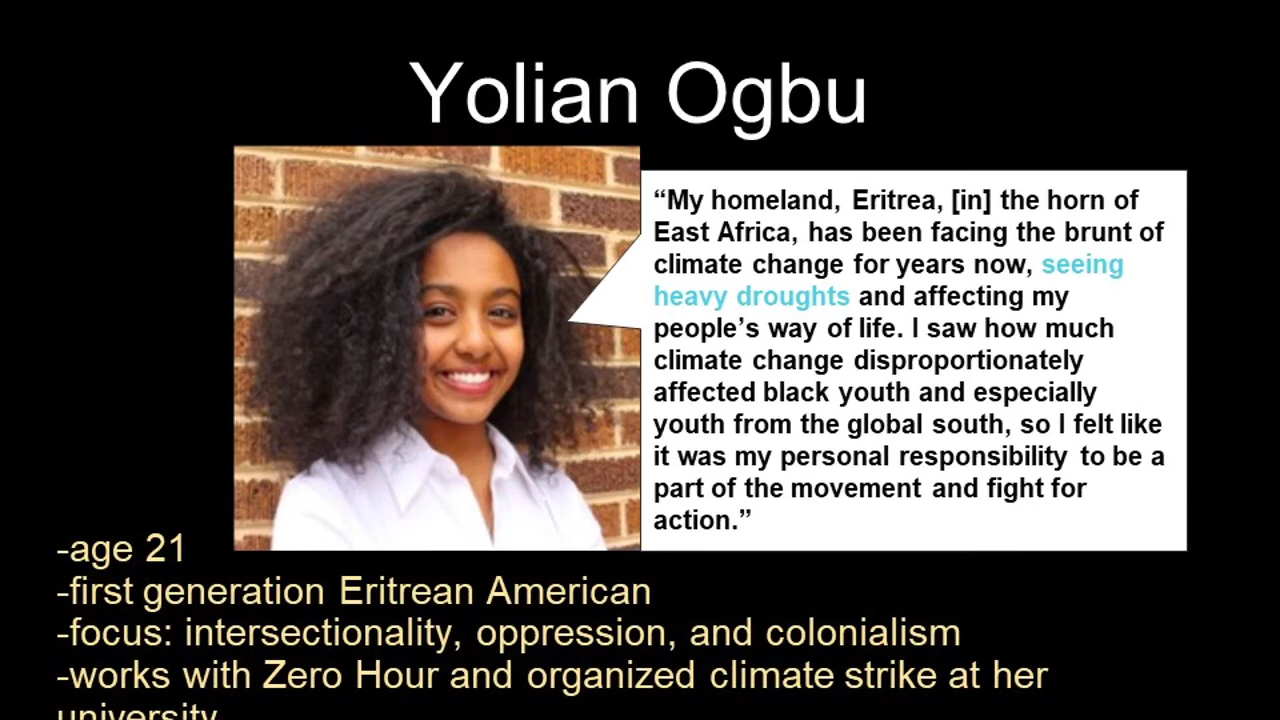 Yolian Ogbu
“My homeland, Eritrea, [in] the horn of
East Africa, has been facing the brunt of
climate change for years now, seeing
heavy droughts and affecting my
people’s way of life. I saw how much
climate change disproportionately
affected black youth and especially
youth from the global south, so I felt like
it was my personal responsibility to be a
part of the movement and fight for
action.”
-age 21
-first generation Eritrean American
-focus: intersectionality, oppression, and colonialism
-works with Zero Hour and organized climate strike at her
university